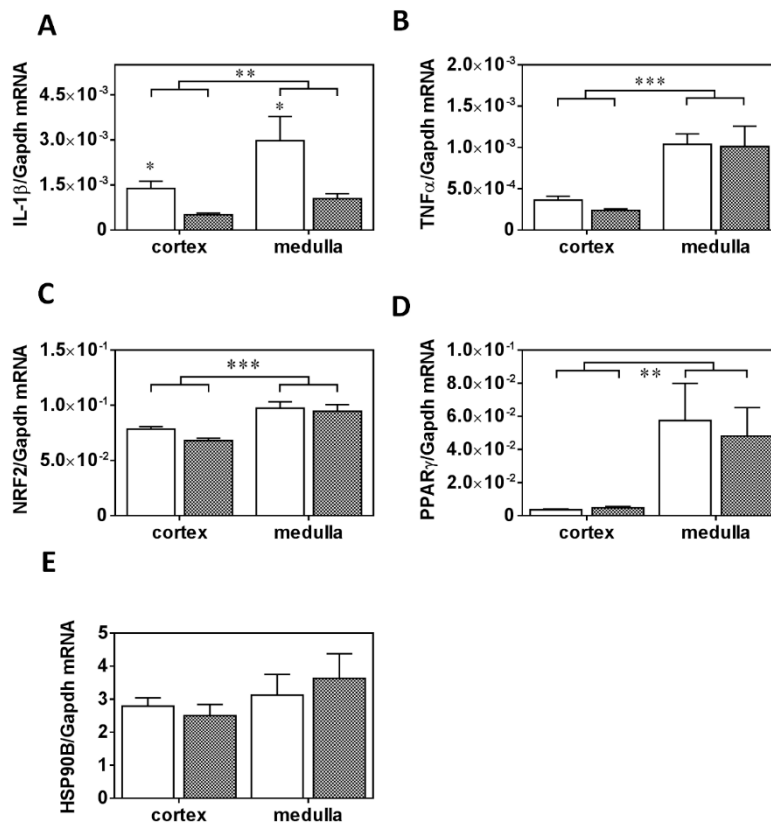 A
IL-1β/Gapdh mRNA
4.5×10⁻³
3.0×10⁻³
1.5×10⁻³
0
**
*
*
cortex medulla
B
TNFα/Gapdh mRNA
2.0×10⁻³
1.5×10⁻³
1.0×10⁻³
5.0×10⁻⁴
0
***
cortex medulla
C
NRF2/Gapdh mRNA
1.5×10⁻¹
1.0×10⁻¹
5.0×10⁻²
0
***
cortex medulla
D
PPARγ/Gapdh mRNA
1.0×10⁻¹
8.0×10⁻²
6.0×10⁻²
4.0×10⁻²
2.0×10⁻²
0
**
cortex medulla
E
HSP90B/Gapdh mRNA
5
4
3
2
1
0
cortex medulla